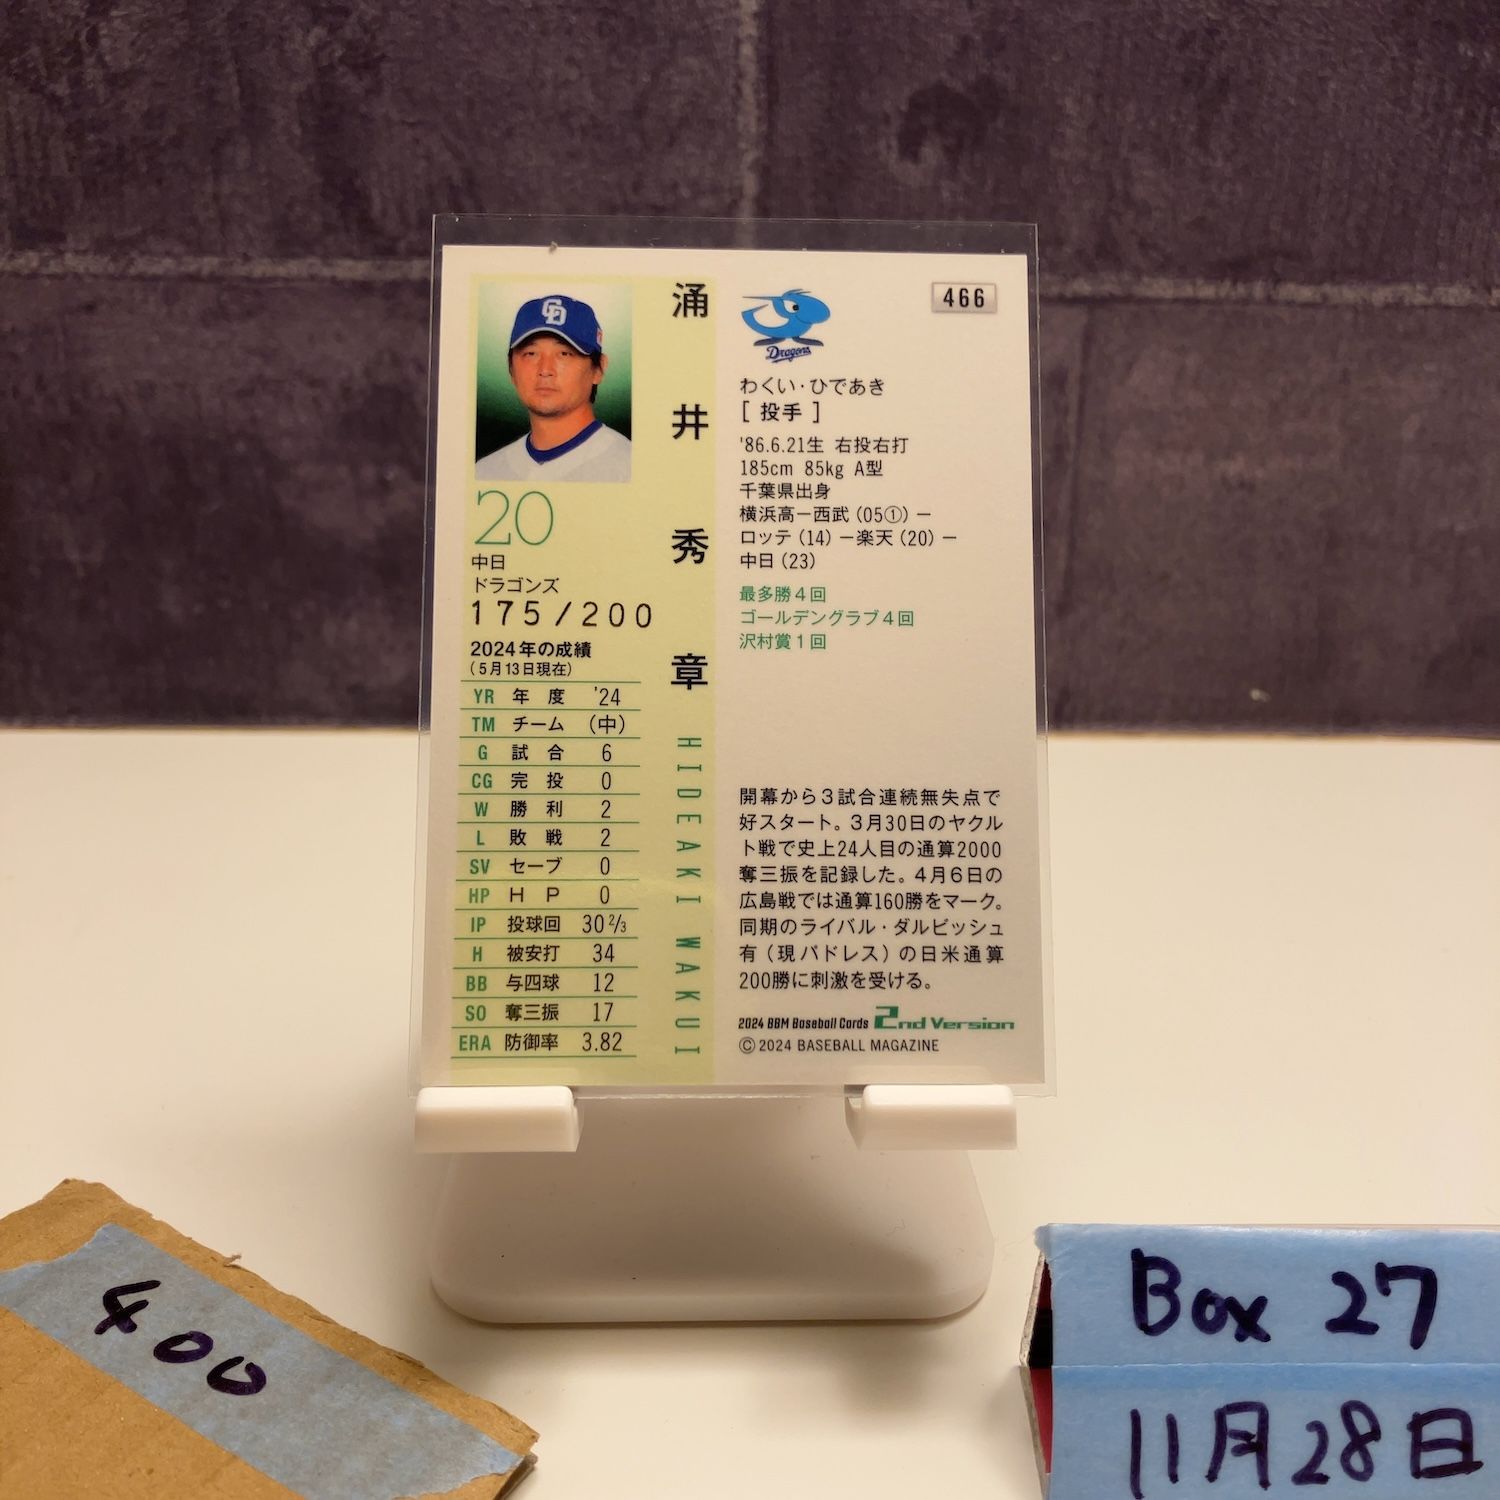 涌井秀章
HIDEAKI WAKUI
CD
20
中日
ドラゴンズ
175/200
2024年の成績
(5月13日現在)
YR 年度 '24
TM チーム (中)
G 試合 6
CG 完投 0
W 勝利 2
L 敗戦 2
SV セーブ 0
HP HP 0
IP 投球回 30 2/3
H 被安打 34
BB 与四球 12
SO 奪三振 17
ERA 防御率 3.82
466
Dragons
わくい・ひであき
[投手]
'86.6.21生 右投右打
185cm 85kg A型
千葉県出身
横浜高ー西武(05①)ー
ロッテ(14)ー楽天(20)ー
中日(23)
最多勝4回
ゴールデングラブ4回
沢村賞1回
開幕から3試合連続無失点で
好スタート。3月30日のヤクル
ト戦で史上24人目の通算2000
奪三振を記録した。4月6日の
広島戦では通算160勝をマーク。
同期のライバル・ダルビッシュ
有(現パドレス)の日米通算
200勝に刺激を受ける。
2024 BBM Baseball Cards 2nd Version
©2024 BASEBALL MAGAZINE
400
Box 27
11月28日